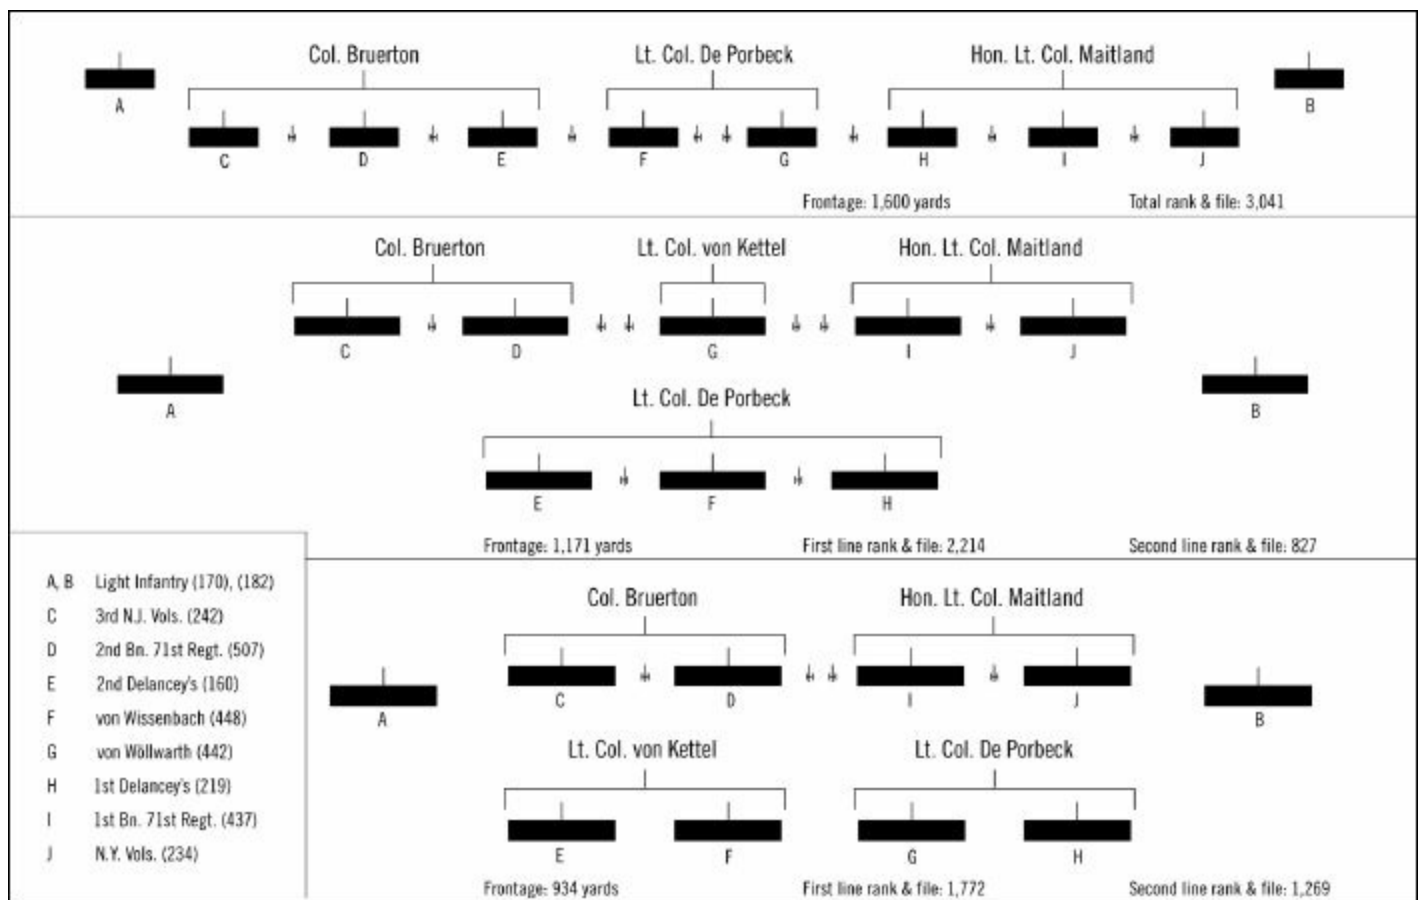 Col. Bruerton Lt. Col. De Porbeck Hon. Lt. Col. Maitland
A B
C D E F G H I J
Frontage: 1,600 yards Total rank & file: 3,041
Col. Bruerton Lt. Col. von Kettel Hon. Lt. Col. Maitland
C D G I J
A B
Lt. Col. De Porbeck
E F H
Frontage: 1,171 yards First line rank & file: 2,214 Second line rank & file: 827
A, B Light Infantry (170), (182)
C 3rd N.J. Vols. (242)
D 2nd Bn. 71st Regt. (507)
E 2nd Delancey's (160)
F von Wissenbach (448)
G von Wöllwarth (442)
H 1st Delancey's (219)
I 1st Bn. 71st Regt. (437)
J N.Y. Vols. (234)
Col. Bruerton Hon. Lt. Col. Maitland
C D I J
A B
Lt. Col. von Kettel Lt. Col. De Porbeck
E F G H
Frontage: 934 yards First line rank & file: 1,772 Second line rank & file: 1,269